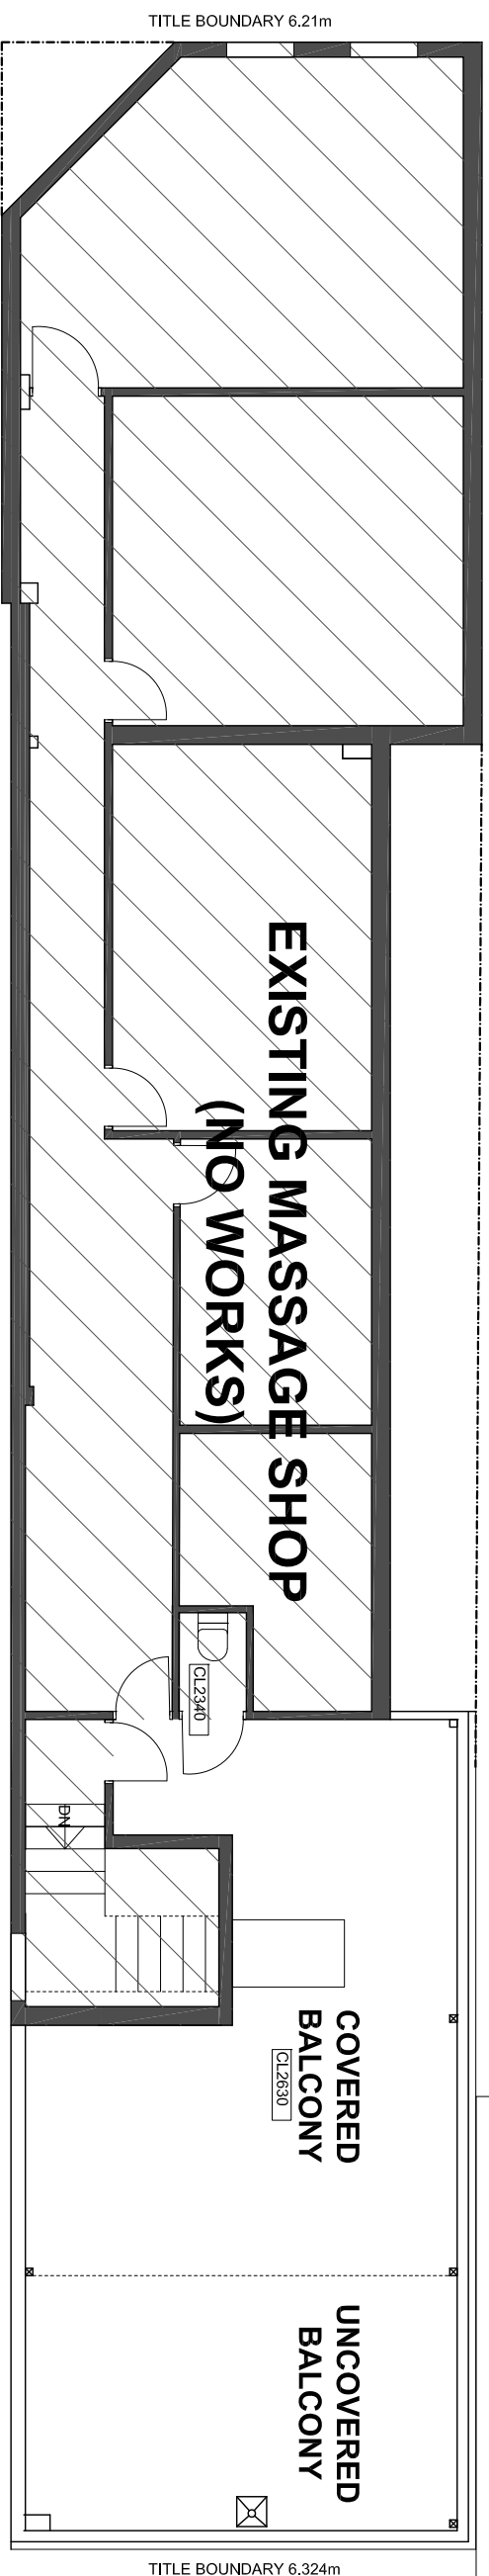 TITLE BOUNDARY 6.21m
EXISTING MASSAGE SHOP
(NO WORKS)
CL2340
DN
COVERED
BALCONY
CL2630
UNCOVERED
BALCONY
TITLE BOUNDARY 6.324m